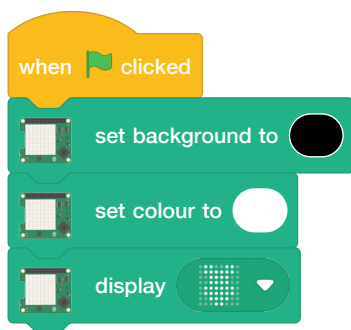 when clicked
set background to
set colour to
display